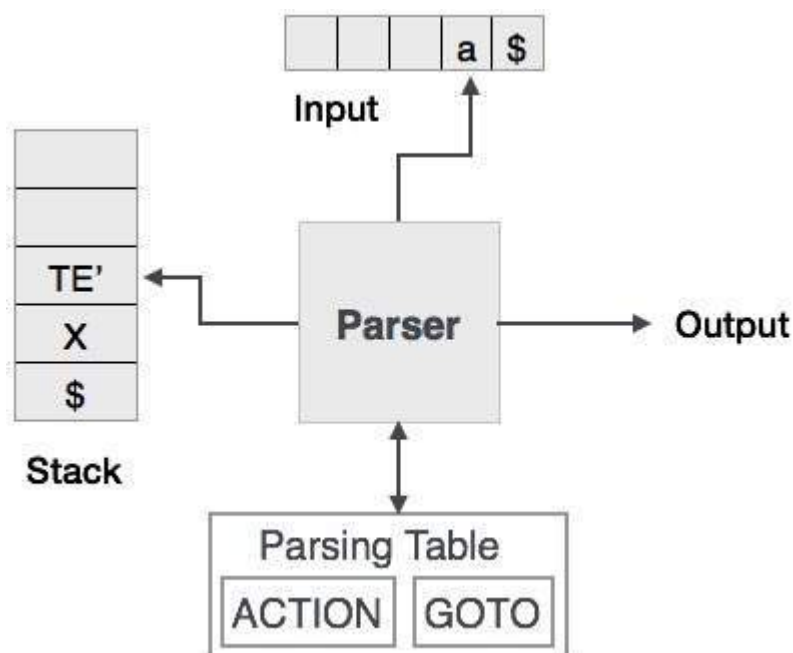 a $
Input
TE’
X
$
Stack
Parser
Output
Parsing Table
ACTION GOTO